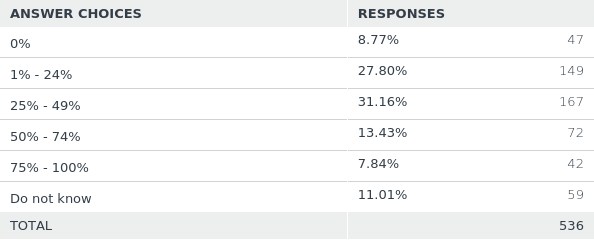 ANSWER CHOICES RESPONSES
0% 8.77% 47
1% - 24% 27.80% 149
25% - 49% 31.16% 167
50% - 74% 13.43% 72
75% - 100% 7.84% 42
Do not know 11.01% 59
TOTAL 536